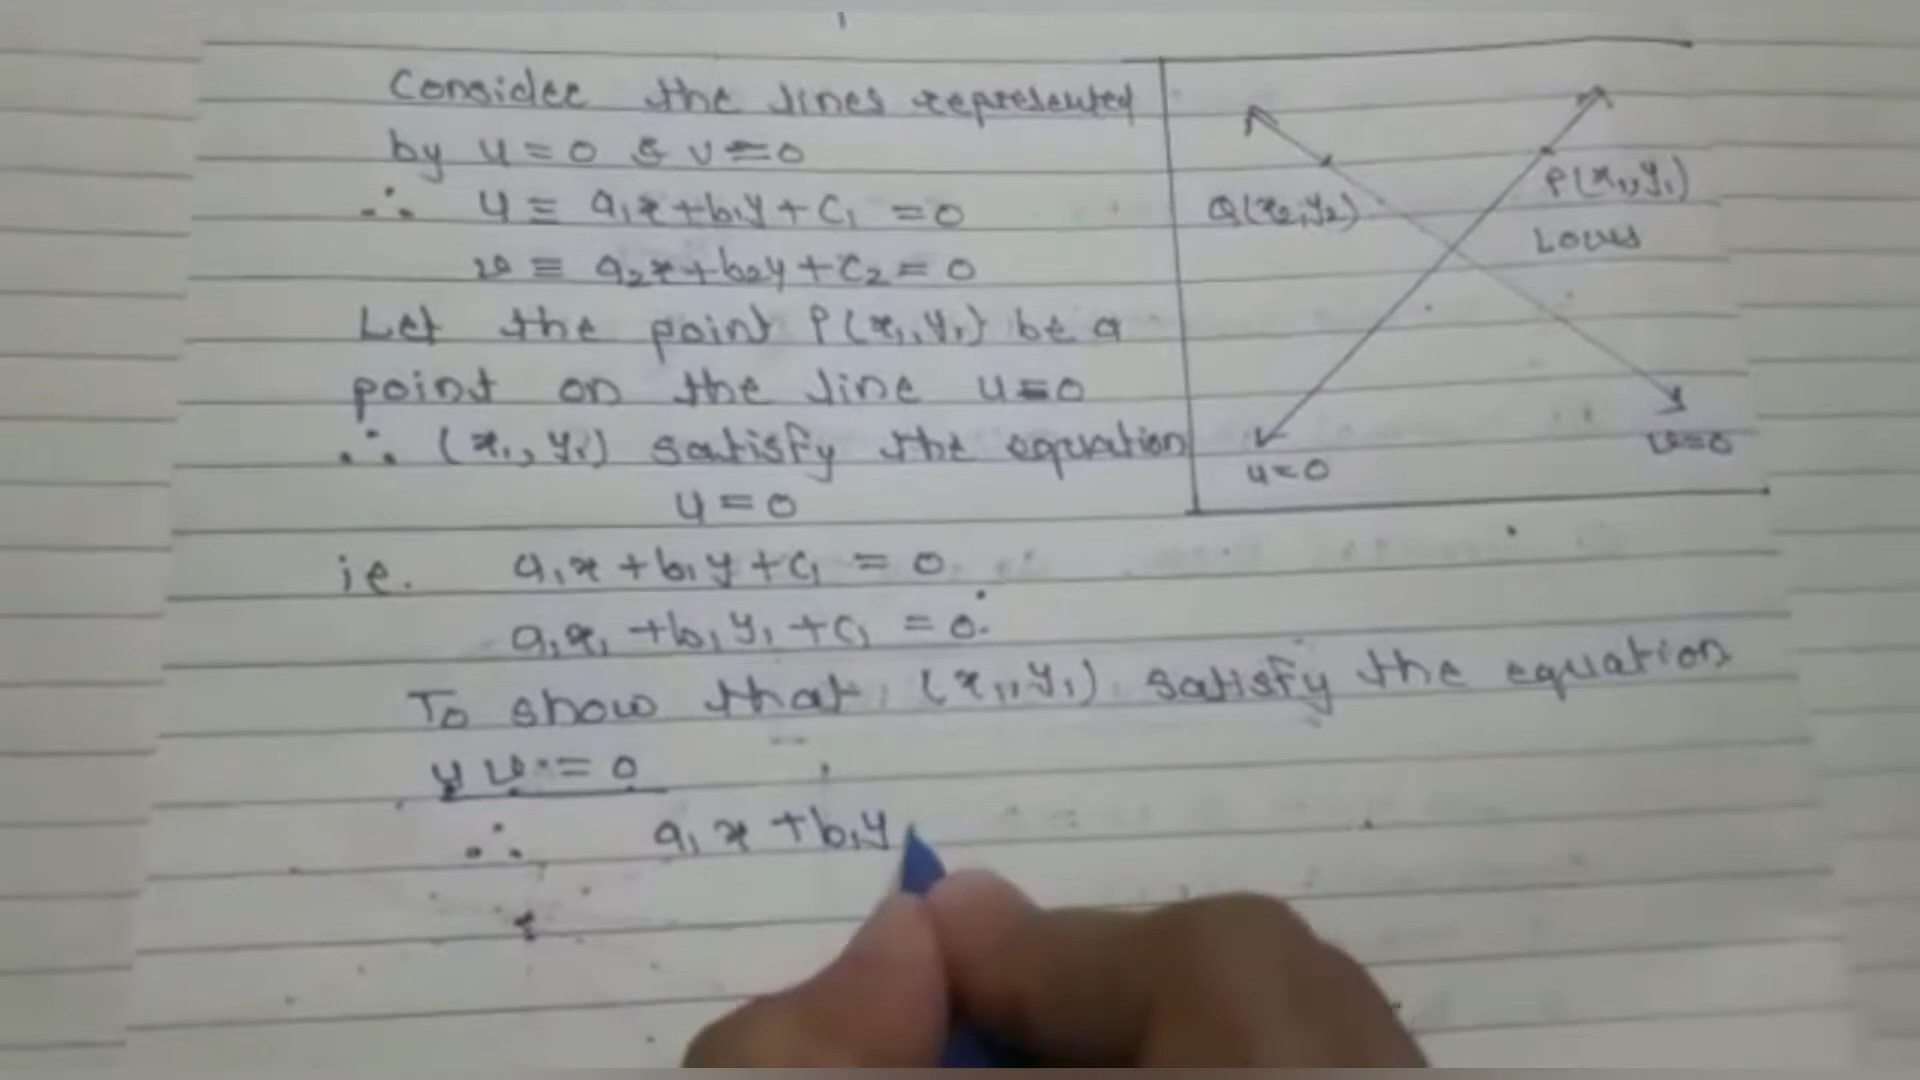 Consider the lines represented
by u = 0 & v = 0
∴ u ≡ a₁x + b₁y + c₁ = 0
v ≡ a₂x + b₂y + c₂ = 0
Let the point P(x₁, y₁) be a
point on the line u = 0
∴ (x₁, y₁) satisfy the equation
u = 0
ie. a₁x + b₁y + c₁ = 0
a₁x₁ + b₁y₁ + c₁ = 0.
To show that (x₁, y₁) satisfy the equation
u v = 0
∴ a₁x + b₁y
P(x₁, y₁)
Q(x₂, y₂)
Locus
u = 0
v = 0